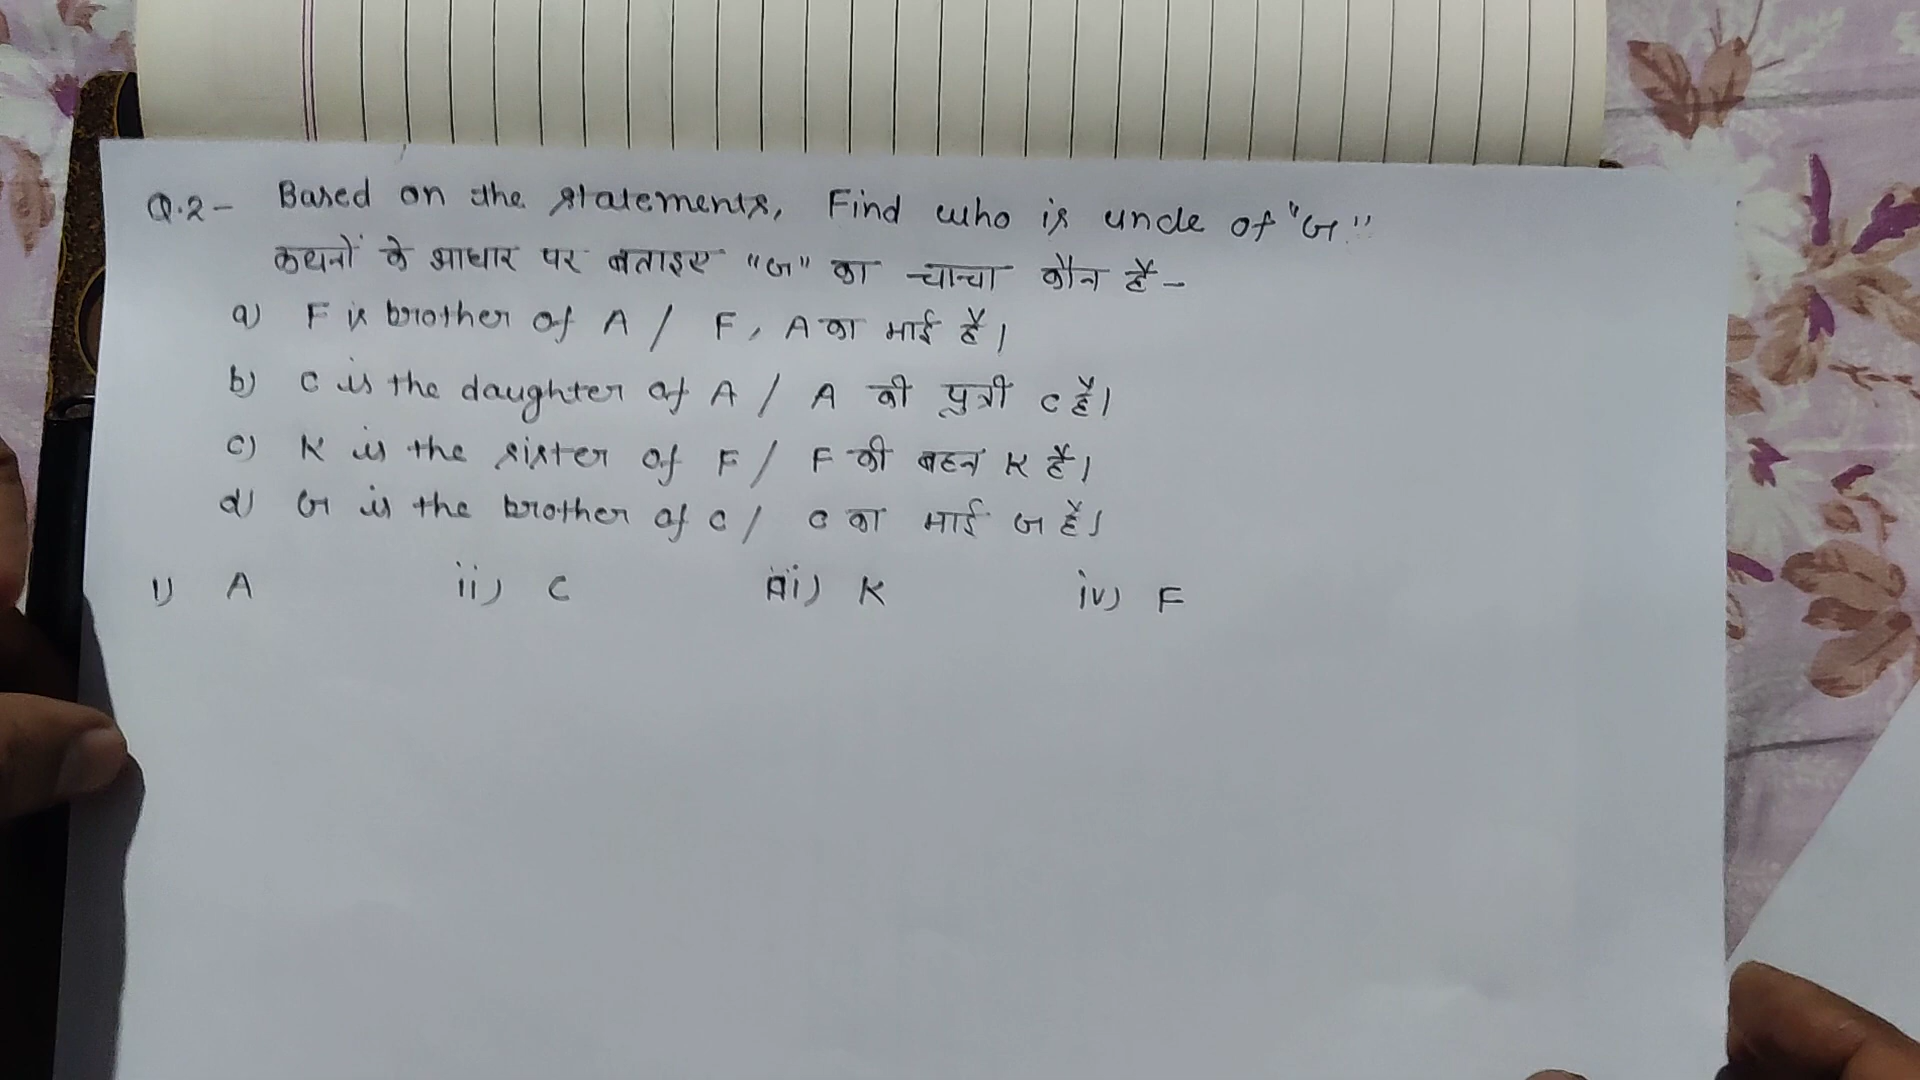 Q.2- Based on the statements, Find who is uncle of "G"
कथनों के आधार पर बताइए "G" का चाचा कौन है -
a) F is brother of A / F, A का भाई है।
b) C is the daughter of A / A की पुत्री C है।
c) K is the sister of F / F की बहन K है।
d) G is the brother of C / C का भाई G है।
i) A ii) C iii) K iv) F